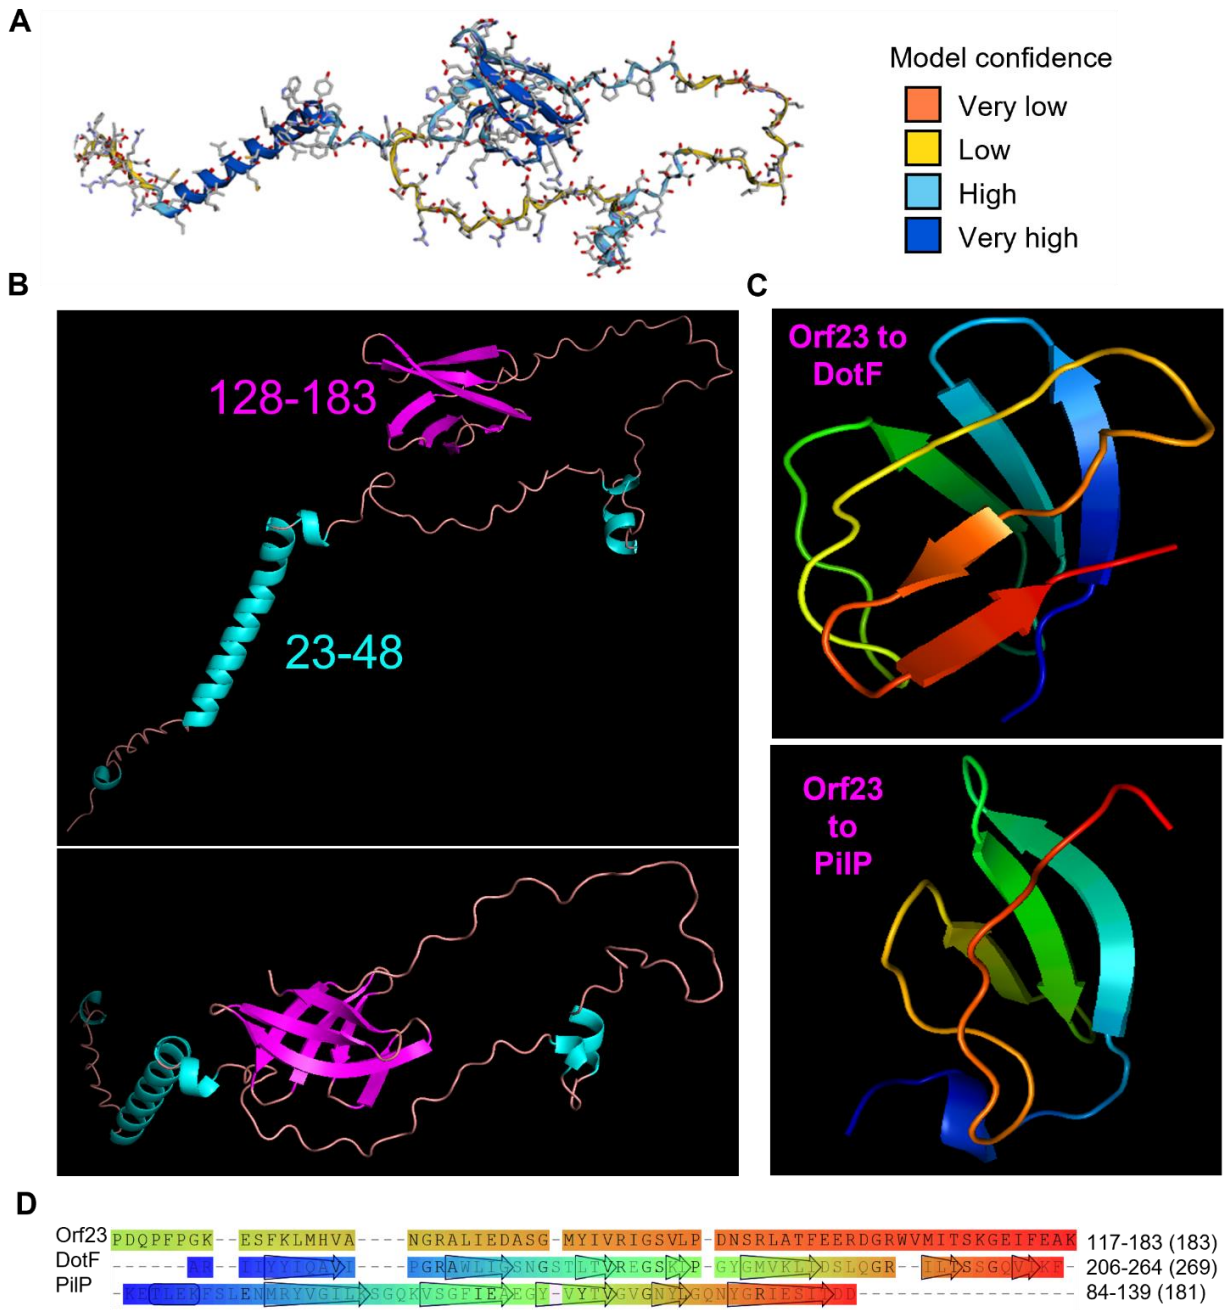 A
Model confidence
Very low
Low
High
Very high
B
128-183
23-48
C
Orf23 to
DotF
Orf23
to
PilP
D
Orf23 PDQPFPGK--ESFKLMHVA----NGRALIEDASG-MYIVRIGSVLP-DNSRLATFEERDGRWVMITSKGEIFEAK 117-183 (183)
DotF 206-264 (269)
PilP 84-139 (181)